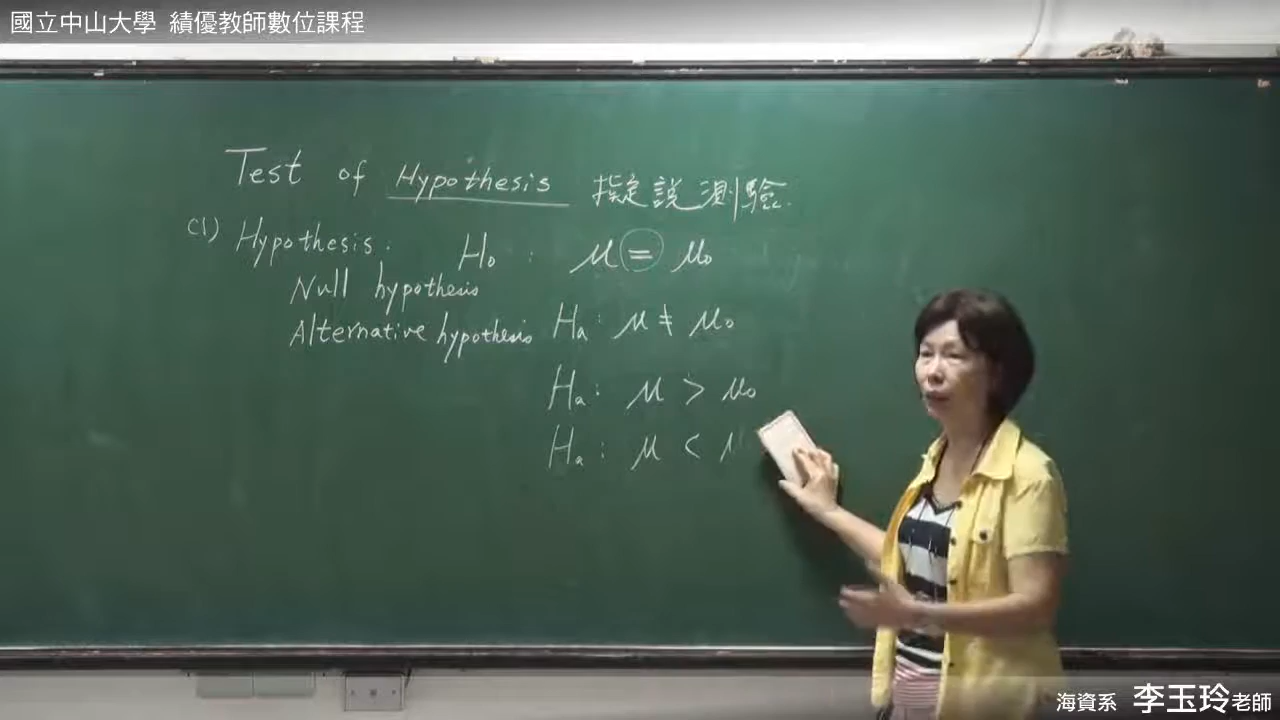 國立中山大學 績優教師數位課程
Test of Hypothesis 擬說測驗.
(1) Hypothesis: H₀ : μ = μ₀
Null hypothesis
Alternative hypothesis Hₐ: μ ≠ μ₀
Hₐ: μ > μ₀
Hₐ: μ < μ
海資系 李玉玲老師